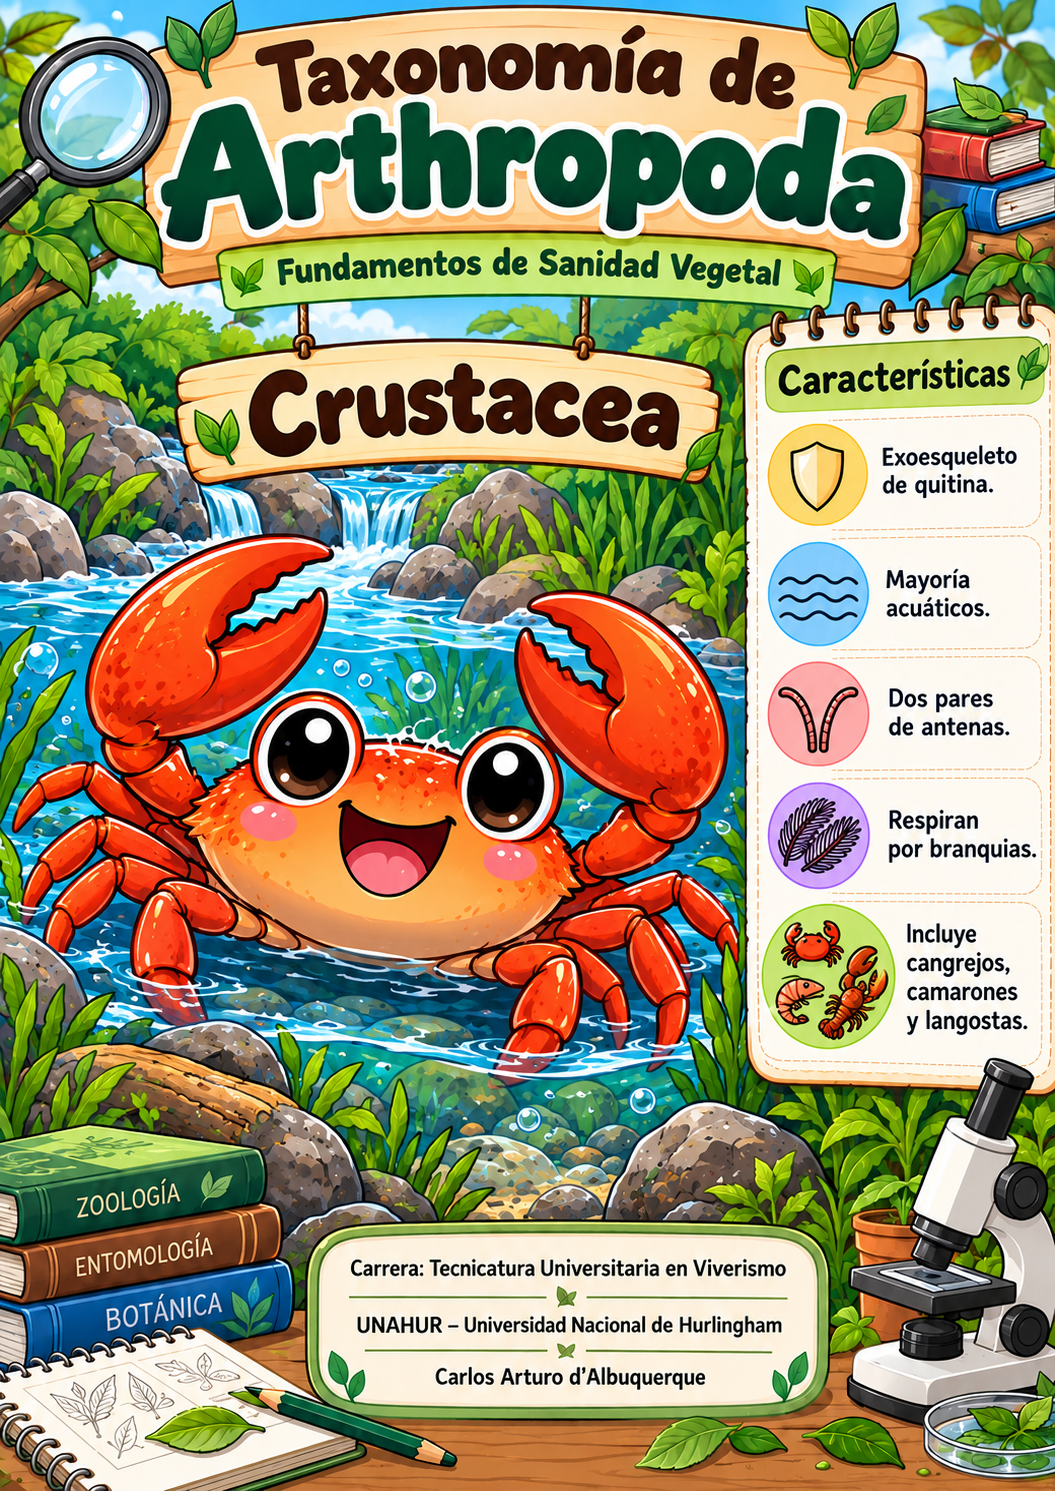 Taxonomía de
Arthropoda
Fundamentos de Sanidad Vegetal
Crustacea
Características
Exoesqueleto
de quitina.
Mayoría
acuáticos.
Dos pares
de antenas.
Respiran
por branquias.
Incluye
cangrejos,
camarones
y langostas.
ZOOLOGÍA
ENTOMOLOGÍA
BOTÁNICA
Carrera: Tecnicatura Universitaria en Viverismo
UNAHUR – Universidad Nacional de Hurlingham
Carlos Arturo d’Albuquerque